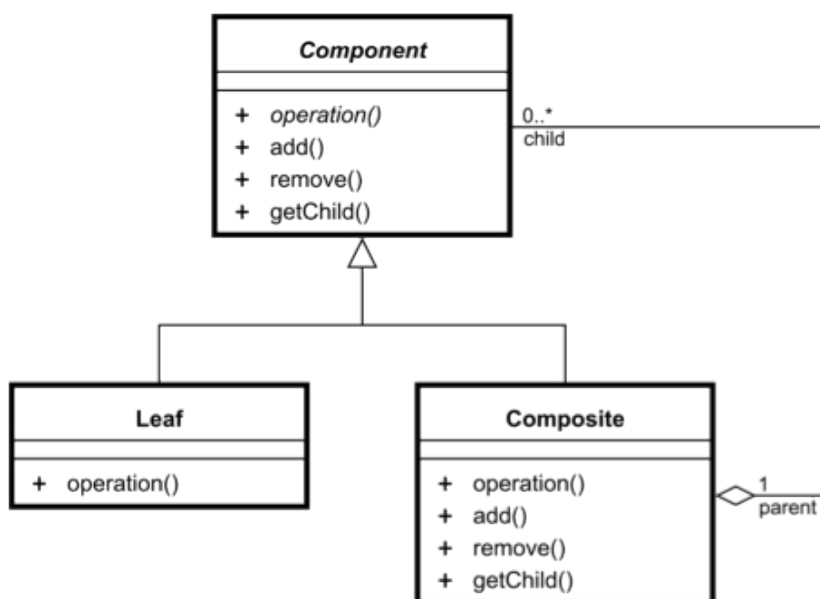 Component
+ operation()
+ add()
+ remove()
+ getChild()
0..*
child
Leaf
+ operation()
Composite
+ operation()
+ add()
+ remove()
+ getChild()
1
parent